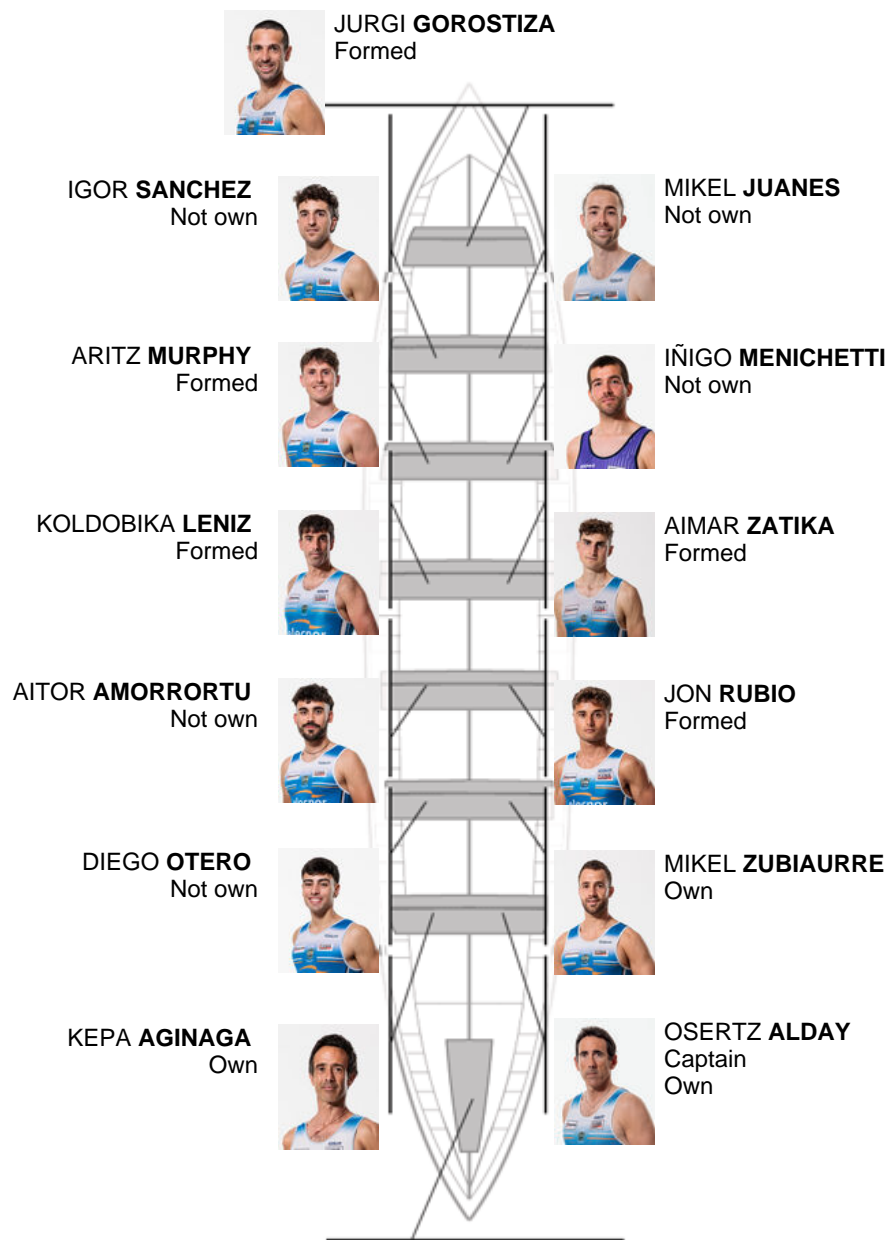 JURGI GOROSTIZA
Formed
IGOR SANCHEZ
Not own
MIKEL JUANES
Not own
ARITZ MURPHY
Formed
IÑIGO MENICHETTI
Not own
KOLDOBIKA LENIZ
Formed
AIMAR ZATIKA
Formed
AITOR AMORRORTU
Not own
JON RUBIO
Formed
DIEGO OTERO
Not own
MIKEL ZUBIAURRE
Own
KEPA AGINAGA
Own
OSERTZ ALDAY
Captain
Own